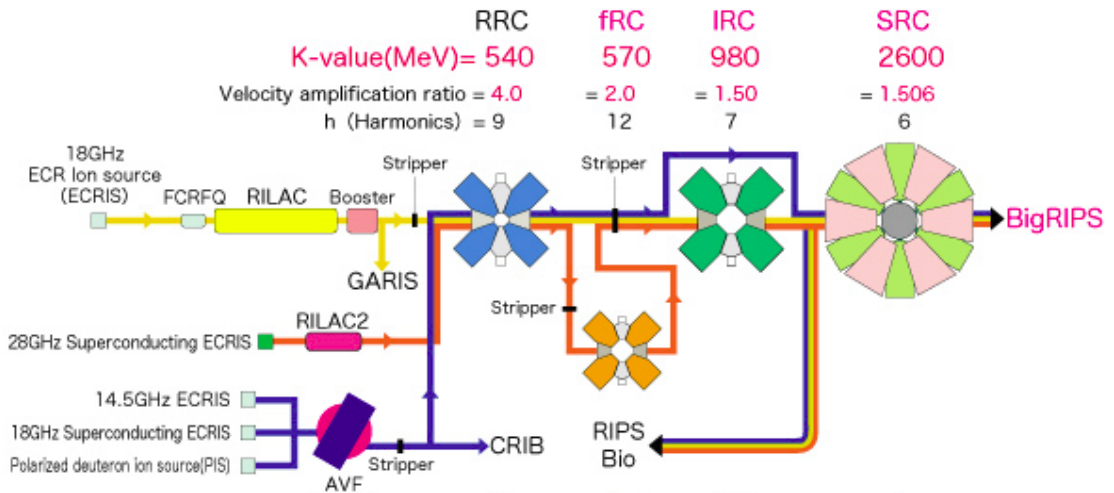 RRC fRC IRC SRC
K-value(MeV)= 540 570 980 2600
Velocity amplification ratio = 4.0 = 2.0 = 1.50 = 1.506
h (Harmonics) = 9 12 7 6
18GHz
ECR Ion source
(ECRIS)
FCRFQ
RILAC
Booster
Stripper
Stripper
BigRIPS
GARIS
Stripper
RILAC2
28GHz Superconducting ECRIS
14.5GHz ECRIS
18GHz Superconducting ECRIS
Polarized deuteron ion source(PIS)
AVF
Stripper
CRIB
RIPS
Bio